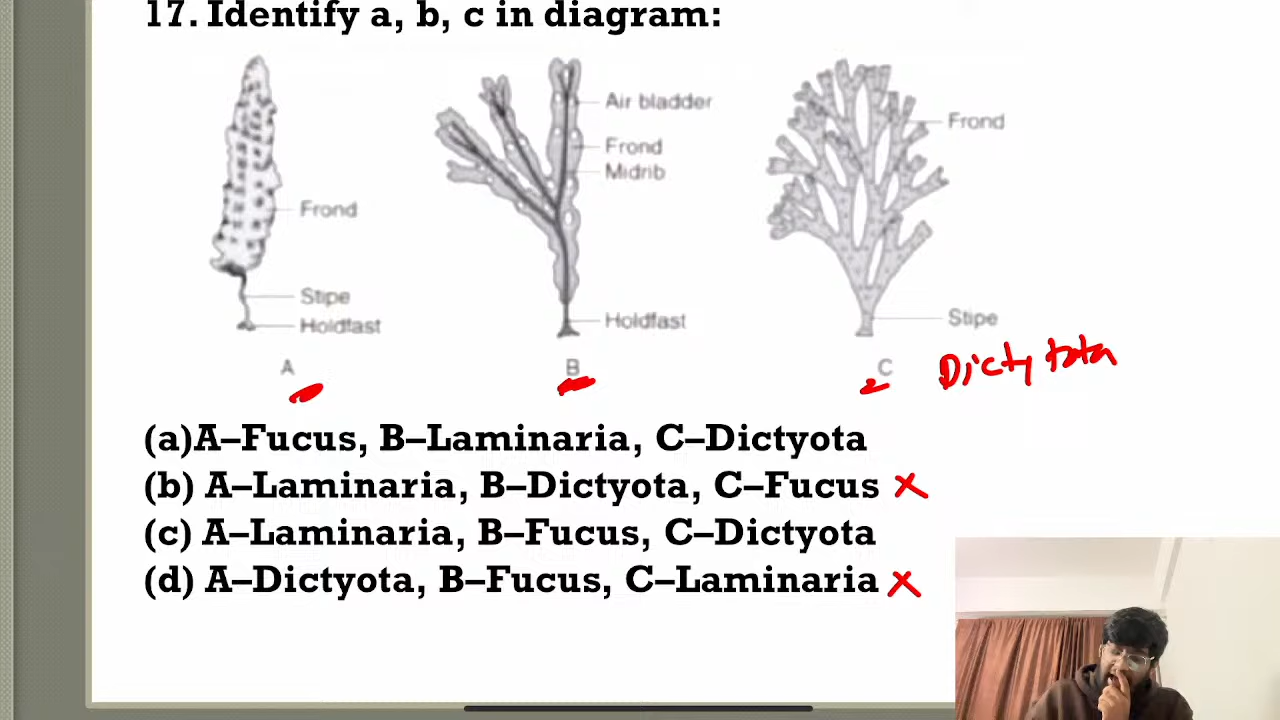 17. Identify a, b, c in diagram:
Air bladder
Frond
Frond
Midrib
Frond
Stipe
Holdfast
Holdfast
Stipe
A
B
C
Dictytota
(a)A–Fucus, B–Laminaria, C–Dictyota
(b) A–Laminaria, B–Dictyota, C–Fucus
(c) A–Laminaria, B–Fucus, C–Dictyota
(d) A–Dictyota, B–Fucus, C–Laminaria